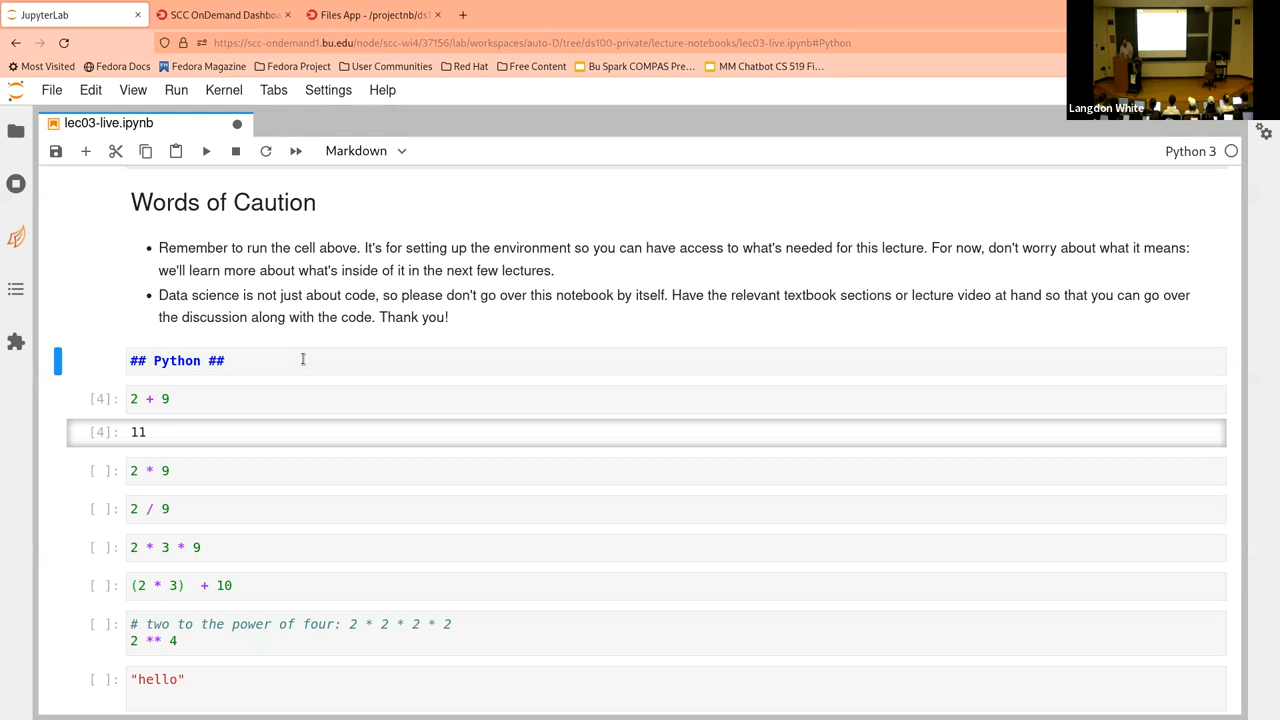 JupyterLab
SCC OnDemand Dashbo
Files App - /projectnb/ds1
https://scc-ondemand1.bu.edu/node/scc-wi4/37156/lab/workspaces/auto-D/tree/ds100-private/lecture-notebooks/lec03-live.ipynb#Python
Most Visited
Fedora Docs
Fedora Magazine
Fedora Project
User Communities
Red Hat
Free Content
Bu Spark COMPAS Pre…
MM Chatbot CS 519 Fi…
Langdon White
File Edit View Run Kernel Tabs Settings Help
lec03-live.ipynb
Markdown
Python 3
Words of Caution
• Remember to run the cell above. It's for setting up the environment so you can have access to what's needed for this lecture. For now, don't worry about what it means:
we'll learn more about what's inside of it in the next few lectures.
• Data science is not just about code, so please don't go over this notebook by itself. Have the relevant textbook sections or lecture video at hand so that you can go over
the discussion along with the code. Thank you!
## Python ##
[4]: 2 + 9
[4]: 11
[ ]: 2 * 9
[ ]: 2 / 9
[ ]: 2 * 3 * 9
[ ]: (2 * 3)  + 10
[ ]: # two to the power of four: 2 * 2 * 2 * 2
2 ** 4
[ ]: "hello"